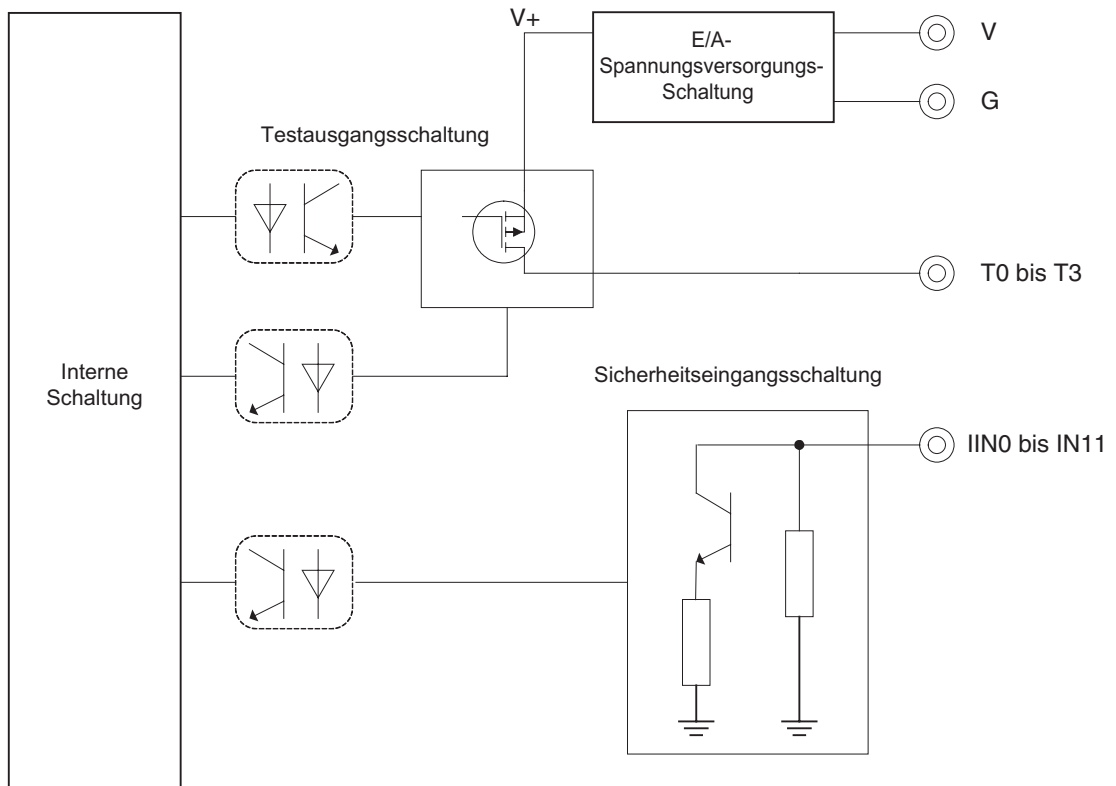 V+
E/A-
Spannungsversorgungs-
Schaltung
V
G
Testausgangsschaltung
T0 bis T3
Interne
Schaltung
Sicherheitseingangsschaltung
IIN0 bis IN11